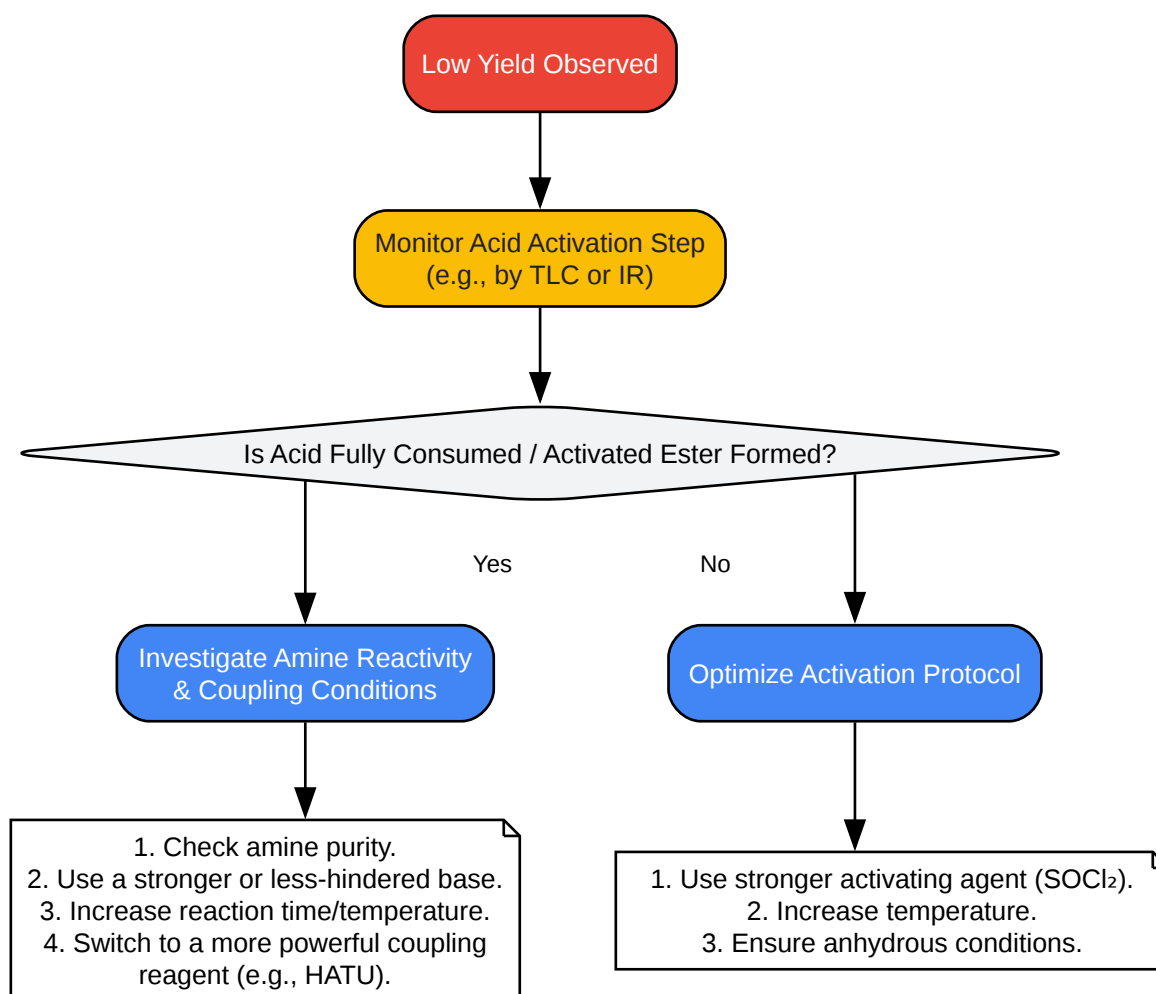 Low Yield Observed
Monitor Acid Activation Step
(e.g., by TLC or IR)
Is Acid Fully Consumed / Activated Ester Formed?
Yes
No
Investigate Amine Reactivity
& Coupling Conditions
Optimize Activation Protocol
1. Check amine purity.
2. Use a stronger or less-hindered base.
3. Increase reaction time/temperature.
4. Switch to a more powerful coupling
reagent (e.g., HATU).
1. Use stronger activating agent (SOCl₂).
2. Increase temperature.
3. Ensure anhydrous conditions.